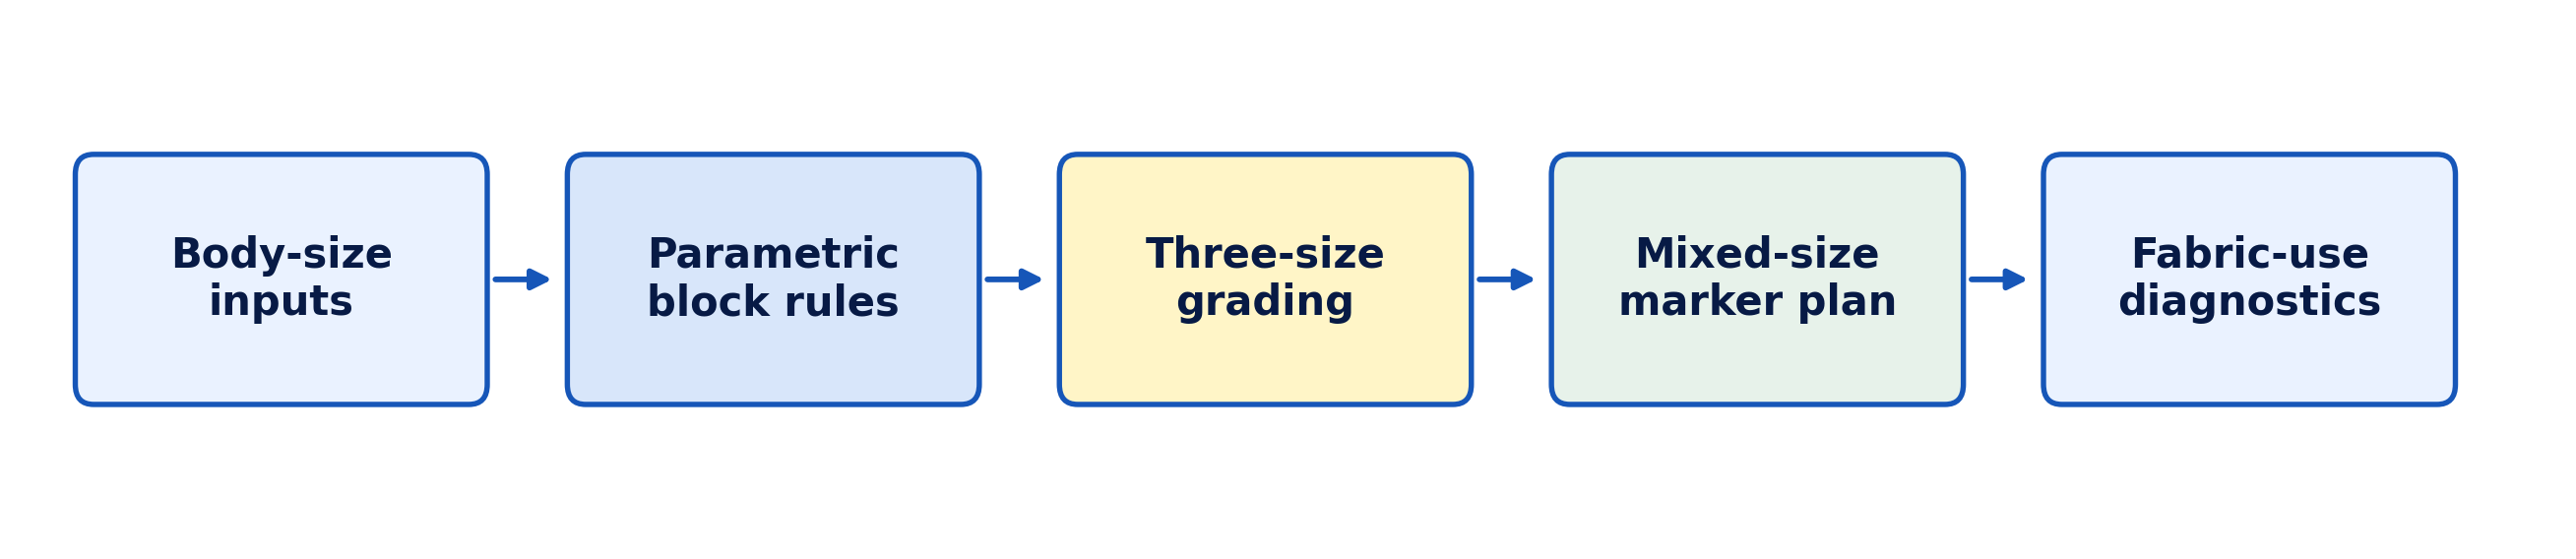 Body-size
inputs
Parametric
block rules
Three-size
grading
Mixed-size
marker plan
Fabric-use
diagnostics